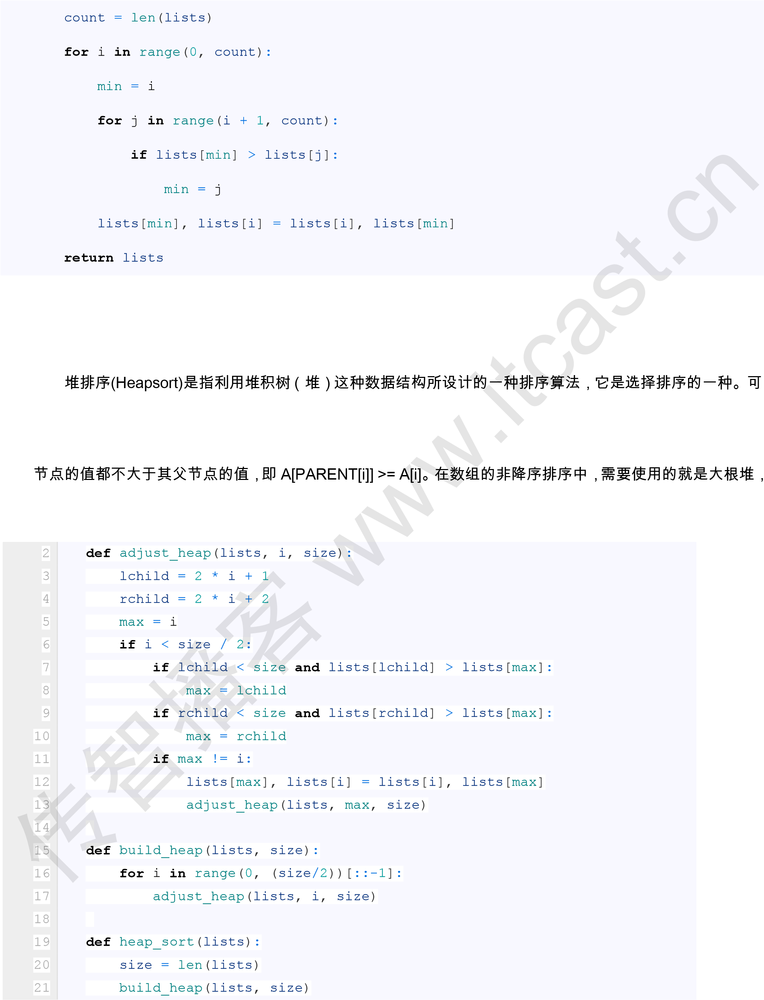 count = len(lists)
for i in range(0, count):
    min = i
    for j in range(i + 1, count):
        if lists[min] > lists[j]:
            min = j
    lists[min], lists[i] = lists[i], lists[min]
return lists
堆排序(Heapsort)是指利用堆积树（堆）这种数据结构所设计的一种排序算法，它是选择排序的一种。可
节点的值都不大于其父节点的值，即 A[PARENT[i]] >= A[i]。在数组的非降序排序中，需要使用的就是大根堆，
2 def adjust_heap(lists, i, size):
3     lchild = 2 * i + 1
4     rchild = 2 * i + 2
5     max = i
6     if i < size / 2:
7         if lchild < size and lists[lchild] > lists[max]:
8             max = lchild
9         if rchild < size and lists[rchild] > lists[max]:
10             max = rchild
11         if max != i:
12             lists[max], lists[i] = lists[i], lists[max]
13             adjust_heap(lists, max, size)
14
15 def build_heap(lists, size):
16     for i in range(0, (size/2))[::-1]:
17         adjust_heap(lists, i, size)
18
19 def heap_sort(lists):
20     size = len(lists)
21     build_heap(lists, size)
传智播客 www.itcast.cn